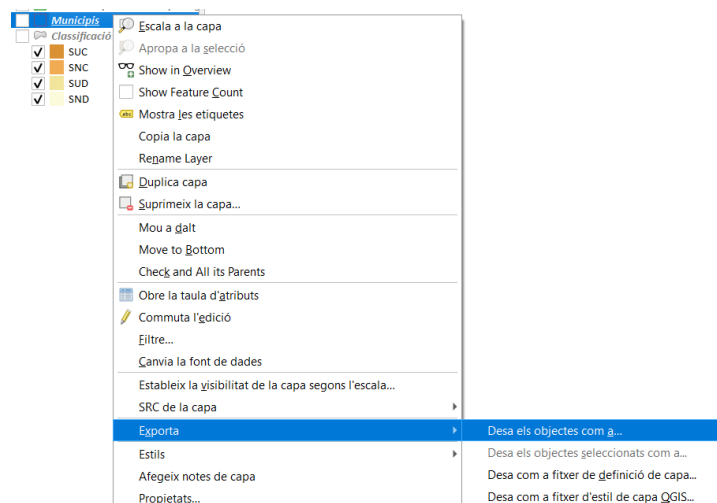 Municipis
Classificació
SUC
SNC
SUD
SND
Escala a la capa
Apropa a la selecció
Show in Overview
Show Feature Count
abc Mostra les etiquetes
Copia la capa
Rename Layer
Duplica capa
Suprimeix la capa...
Mou a dalt
Move to Bottom
Check and All its Parents
Obre la taula d'atributs
Commuta l'edició
Filtre...
Canvia la font de dades
Estableix la visibilitat de la capa segons l'escala...
SRC de la capa
Exporta
Desa els objectes com a...
Estils
Desa els objectes seleccionats com a...
Afegeix notes de capa
Desa com a fitxer de definició de capa...
Propietats...
Desa com a fitxer d'estil de capa QGIS...